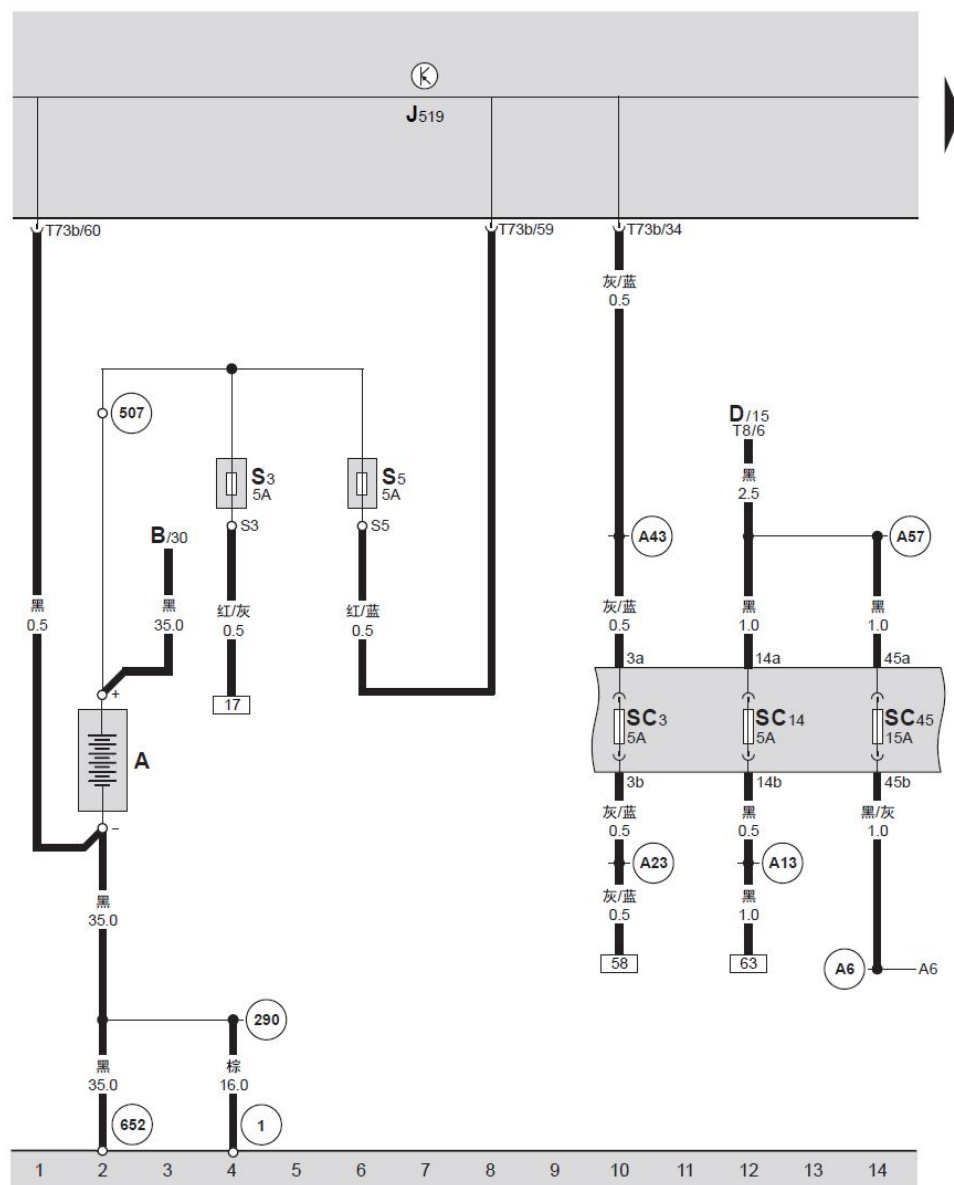 J519
T73b/60
T73b/59
T73b/34
灰/蓝
0.5
507
D/15
T8/6
黑
2.5
S3
5A
S5
5A
S3
S5
B/30
A43
A57
黑
0.5
黑
35.0
红/灰
0.5
红/蓝
0.5
灰/蓝
0.5
黑
1.0
黑
1.0
3a
14a
45a
+
17
A
SC3
5A
SC14
5A
SC45
15A
3b
14b
45b
−
灰/蓝
0.5
黑
0.5
黑/灰
1.0
A23
A13
黑
35.0
灰/蓝
0.5
黑
1.0
58
63
A6
A6
290
黑
35.0
棕
16.0
652
1
1 2 3 4 5 6 7 8 9 10 11 12 13 14